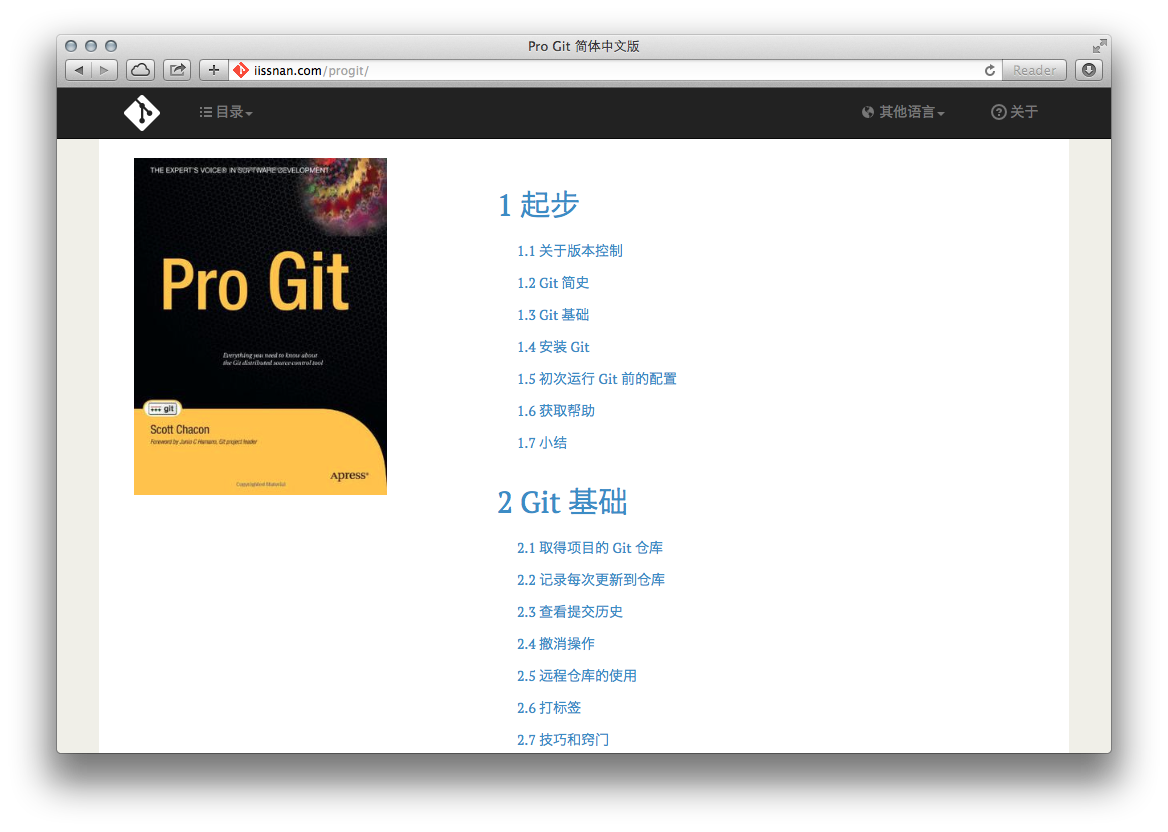 Pro Git 简体中文版
iissnan.com/progit/
Reader
目录
其他语言
关于
THE EXPERT'S VOICE® IN SOFTWARE DEVELOPMENT
Pro Git
Everything you need to know about
the Git distributed source control tool
git
Scott Chacon
Foreword by Junio C Hamano, Git project leader
Apress®
Copyrighted Material
1 起步
1.1 关于版本控制
1.2 Git 简史
1.3 Git 基础
1.4 安装 Git
1.5 初次运行 Git 前的配置
1.6 获取帮助
1.7 小结
2 Git 基础
2.1 取得项目的 Git 仓库
2.2 记录每次更新到仓库
2.3 查看提交历史
2.4 撤消操作
2.5 远程仓库的使用
2.6 打标签
2.7 技巧和窍门